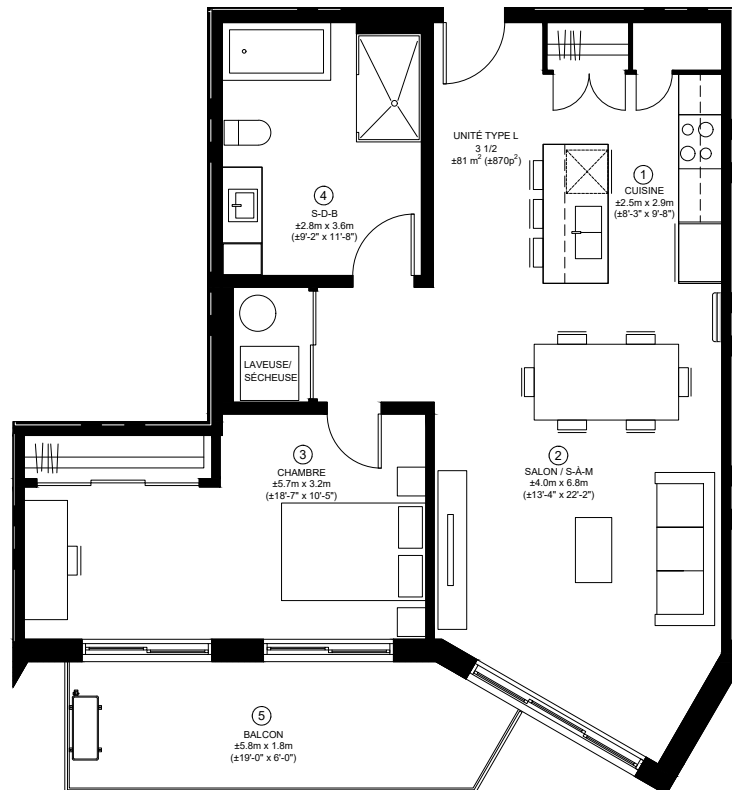 UNITÉ TYPE L
3 1/2
±81 m² (±870p²)
1
CUISINE
±2.5m x 2.9m
(±8'-3" x 9'-8")
4
S-D-B
±2.8m x 3.6m
(±9'-2" x 11'-8")
LAVEUSE/
SÉCHEUSE
3
CHAMBRE
±5.7m x 3.2m
(±18'-7" x 10'-5")
2
SALON / S-À-M
±4.0m x 6.8m
(±13'-4" x 22'-2")
5
BALCON
±5.8m x 1.8m
(±19'-0" x 6'-0")